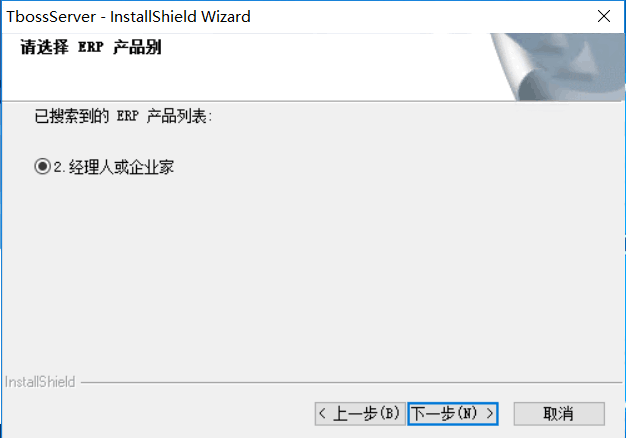 TbossServer - InstallShield Wizard
请选择 ERP 产品别
已搜索到的 ERP 产品列表:
2.经理人或企业家
InstallShield
< 上一步(B)
下一步(N) >
取消